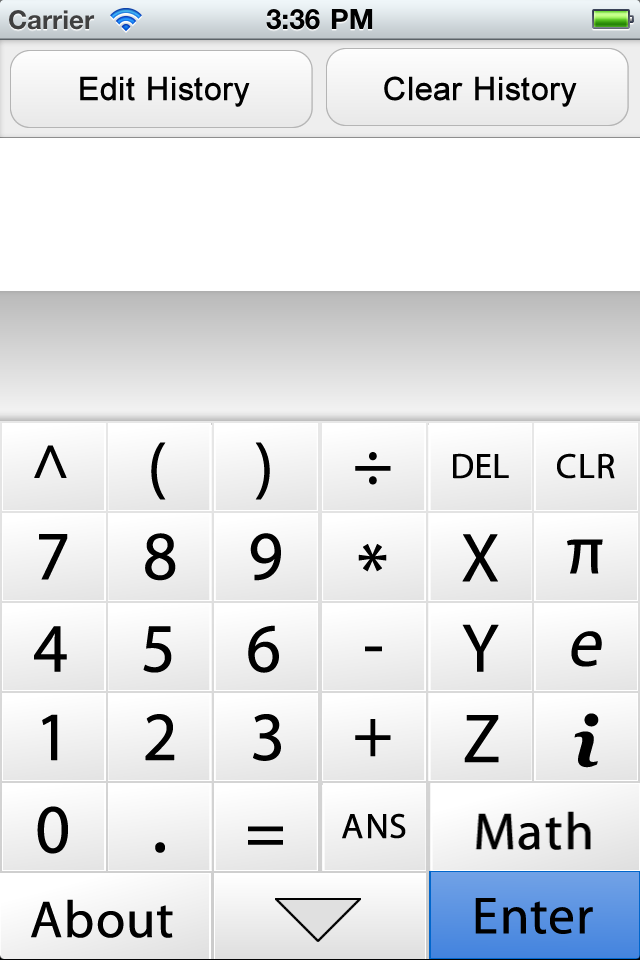 Carrier 3:36 PM
Edit History Clear History
^ ( ) ÷ DEL CLR
7 8 9 * X π
4 5 6 - Y e
1 2 3 + Z i
0 . = ANS Math
About Enter